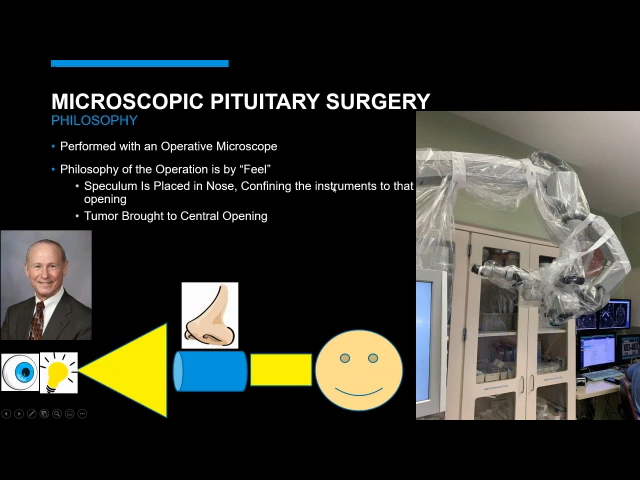 MICROSCOPIC PITUITARY SURGERY
PHILOSOPHY
• Performed with an Operative Microscope
• Philosophy of the Operation is by “Feel”
• Speculum Is Placed in Nose, Confining the instruments to that
opening
• Tumor Brought to Central Opening